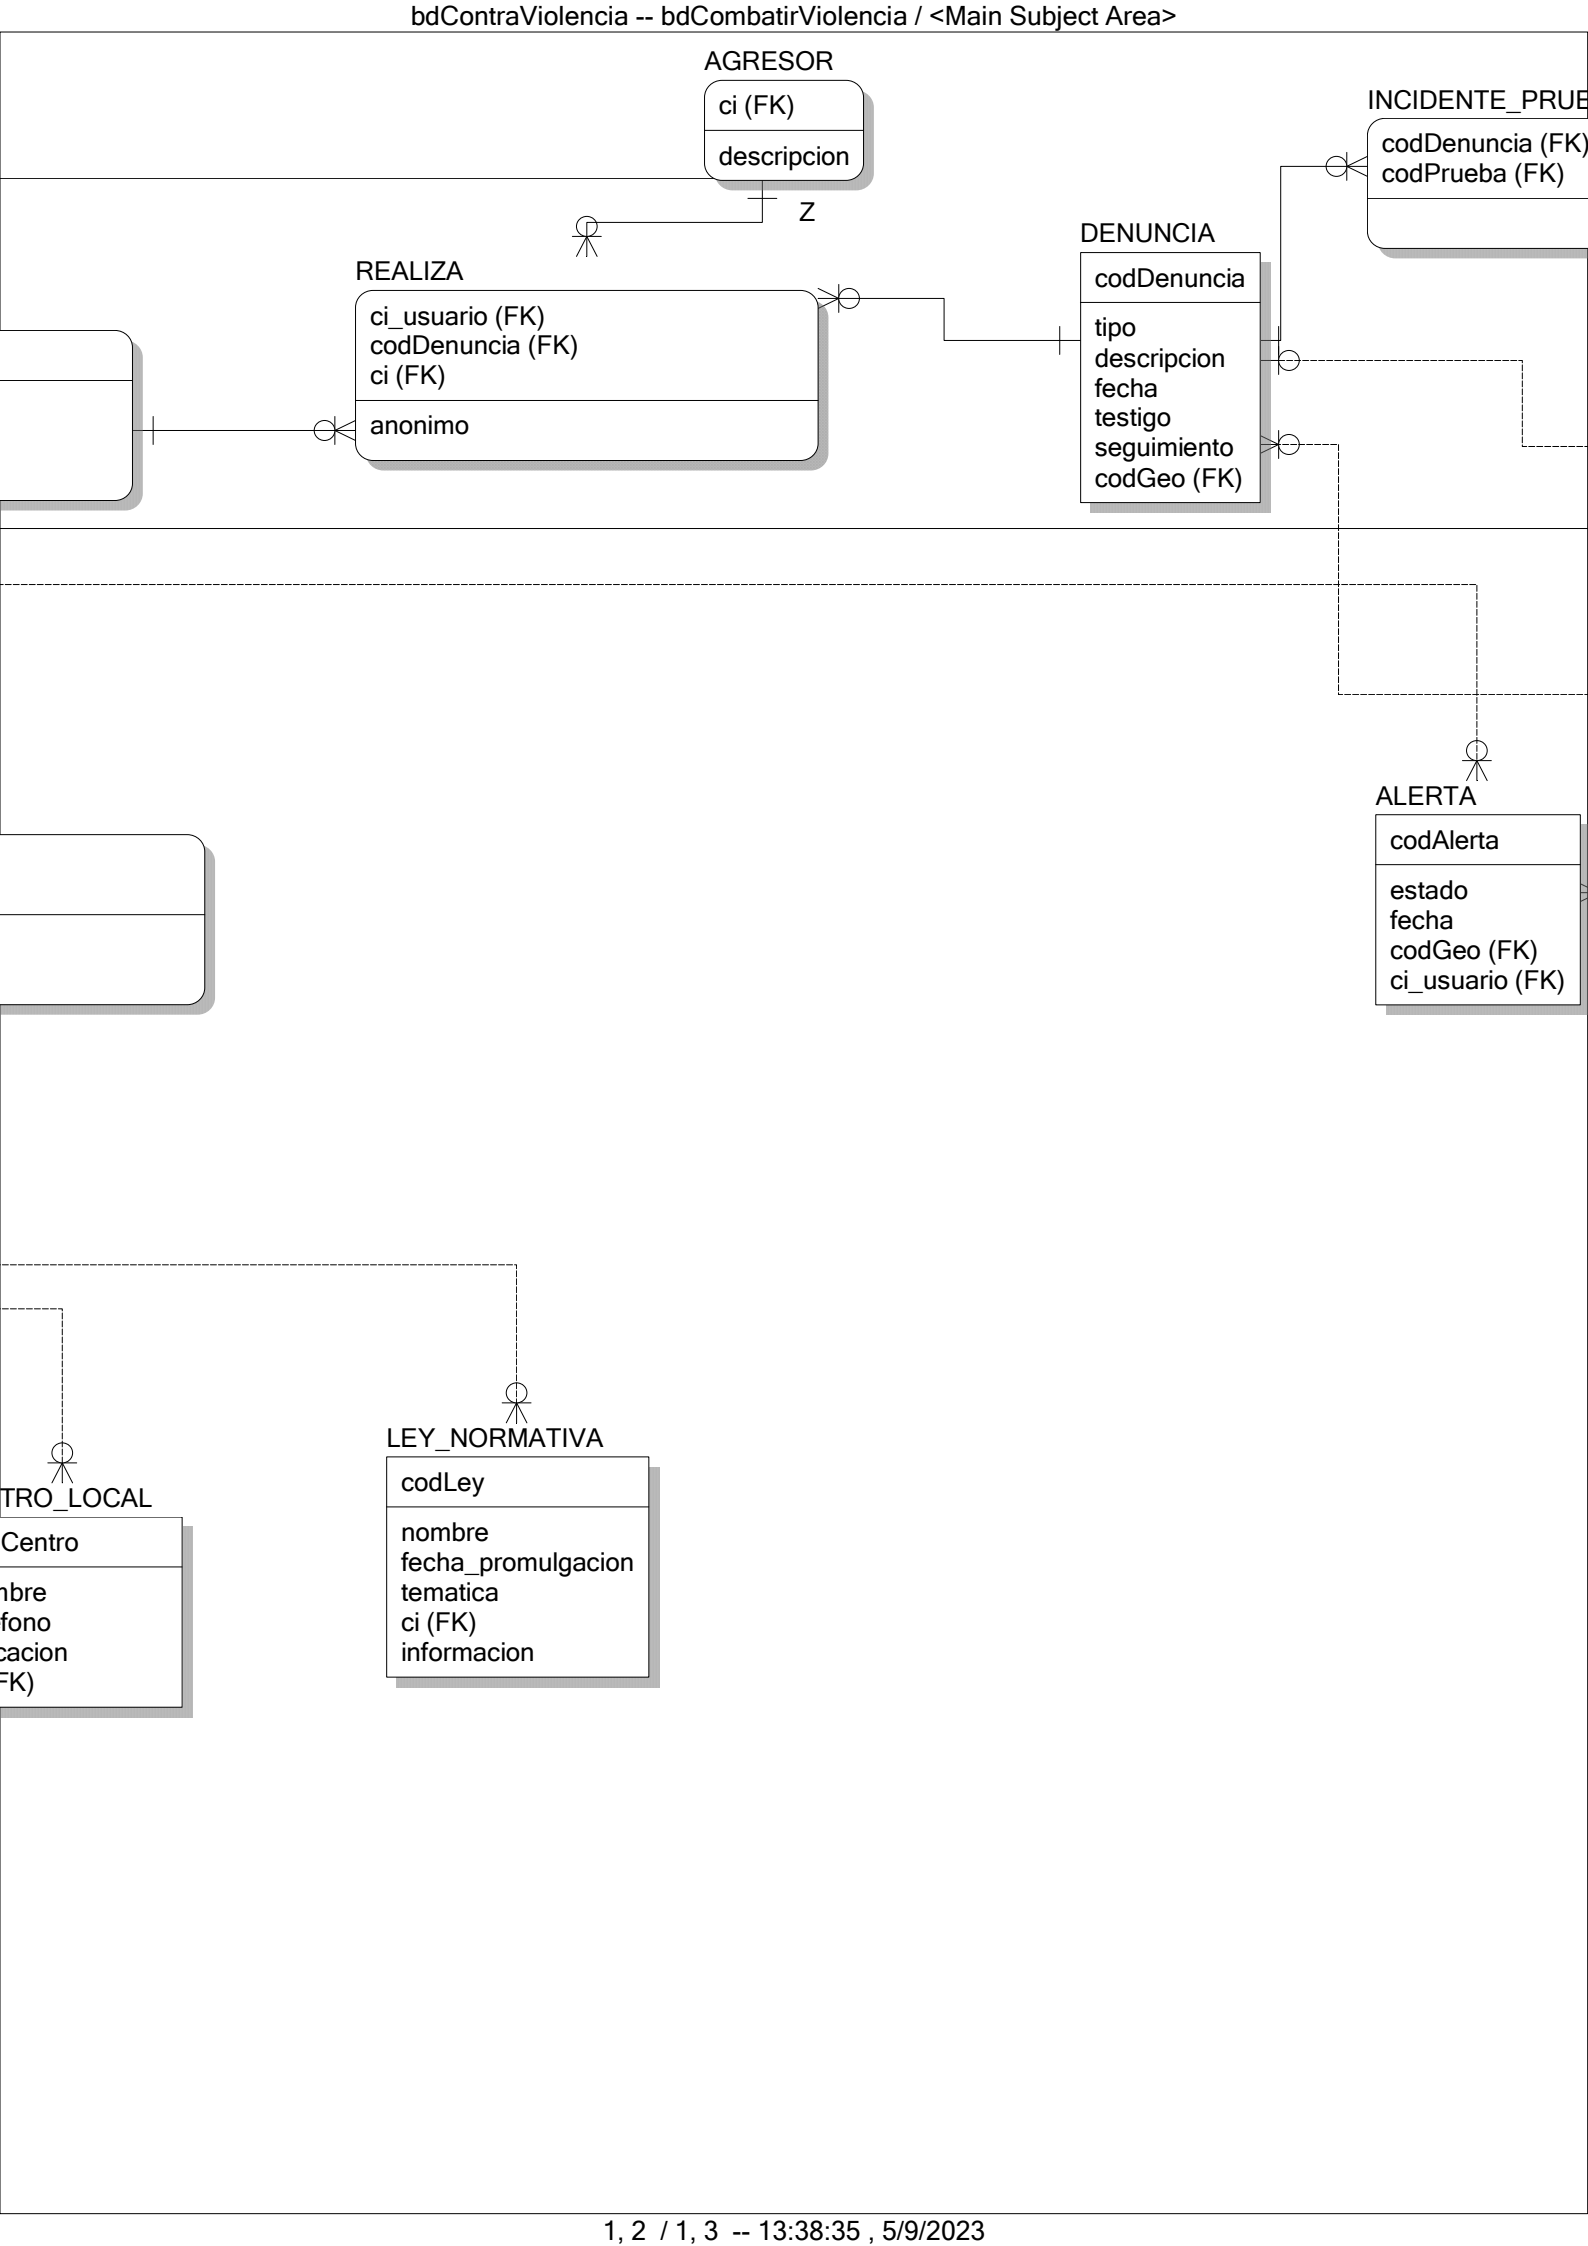 bdContraViolencia -- bdCombatirViolencia / <Main Subject Area>
AGRESOR
ci (FK)
descripcion
Z
INCIDENTE_PRUE
codDenuncia (FK)
codPrueba (FK)
DENUNCIA
codDenuncia
tipo
descripcion
fecha
testigo
seguimiento
codGeo (FK)
REALIZA
ci_usuario (FK)
codDenuncia (FK)
ci (FK)
anonimo
ALERTA
codAlerta
estado
fecha
codGeo (FK)
ci_usuario (FK)
LEY_NORMATIVA
codLey
nombre
fecha_promulgacion
tematica
ci (FK)
informacion
TRO_LOCAL
Centro
mbre
fono
cacion
FK)
1, 2 / 1, 3 -- 13:38:35 , 5/9/2023